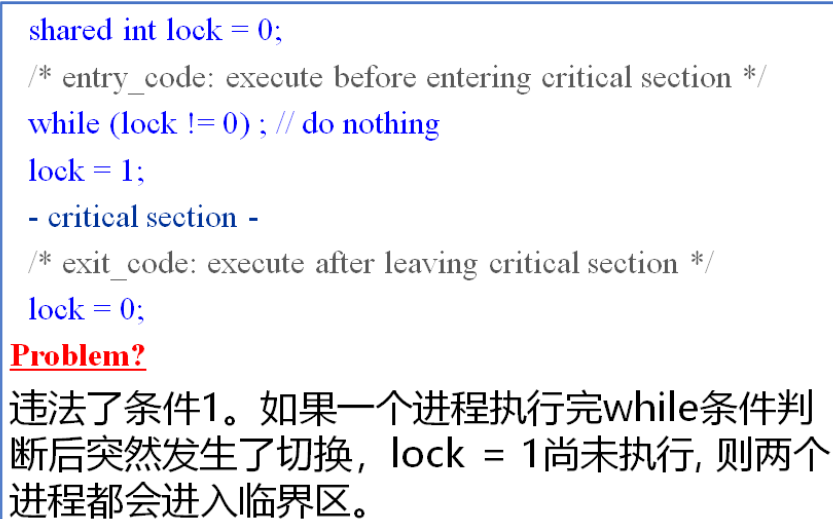 shared int lock = 0;
/* entry_code: execute before entering critical section */
while (lock != 0) ; // do nothing
lock = 1;
- critical section -
/* exit_code: execute after leaving critical section */
lock = 0;
Problem?
违法了条件1。如果一个进程执行完while条件判
断后突然发生了切换，lock = 1尚未执行, 则两个
进程都会进入临界区。